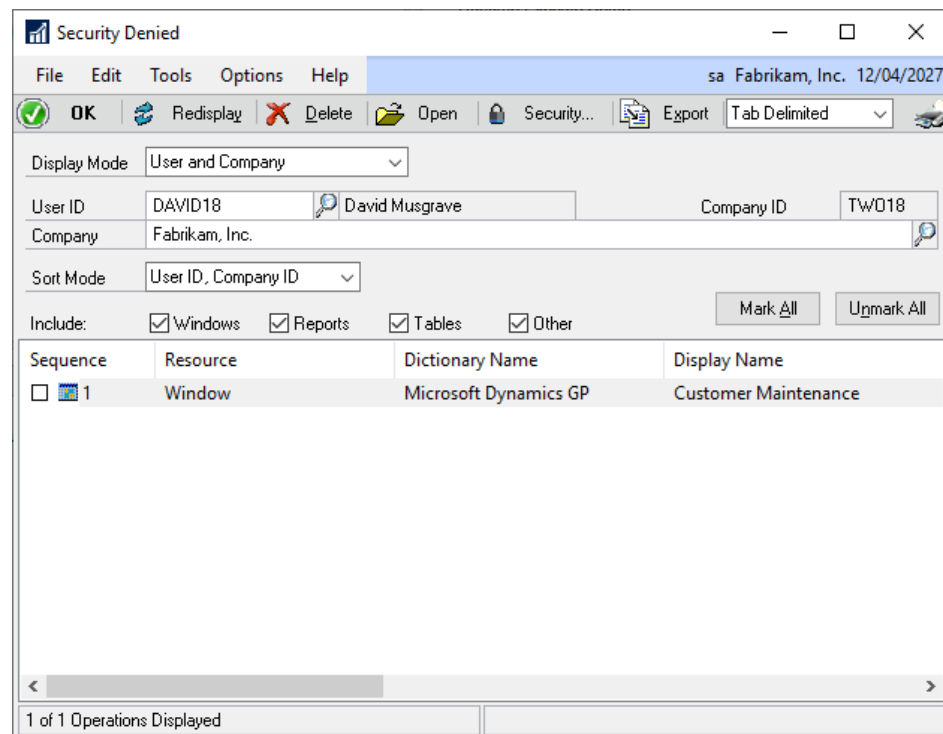 Security Denied
File Edit Tools Options Help sa Fabrikam, Inc. 12/04/2027
OK Redisplay Delete Open Security... Export Tab Delimited
Display Mode User and Company
User ID DAVID18 David Musgrave Company ID TWO18
Company Fabrikam, Inc.
Sort Mode User ID, Company ID
Mark All Unmark All
Include: Windows Reports Tables Other
Sequence Resource Dictionary Name Display Name
1 Window Microsoft Dynamics GP Customer Maintenance
1 of 1 Operations Displayed